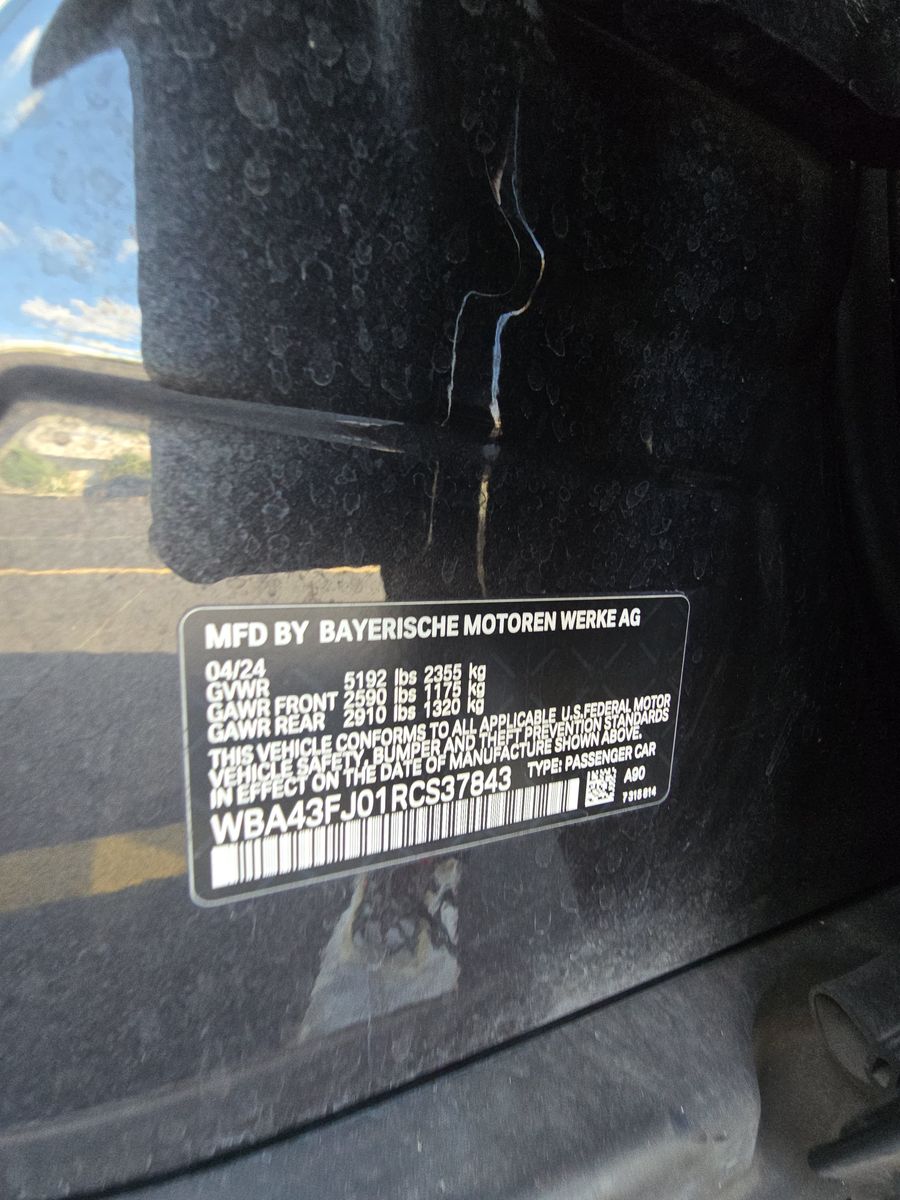 MFD BY BAYERISCHE MOTOREN WERKE AG
04/24
GVWR 5192 lbs 2355 kg
GAWR FRONT 2590 lbs 1175 kg
GAWR REAR 2910 lbs 1320 kg
THIS VEHICLE CONFORMS TO ALL APPLICABLE U.S.FEDERAL MOTOR
VEHICLE SAFETY, BUMPER AND THEFT PREVENTION STANDARDS
IN EFFECT ON THE DATE OF MANUFACTURE SHOWN ABOVE.
WBA43FJ01RCS37843 TYPE: PASSENGER CAR
A90
7318614